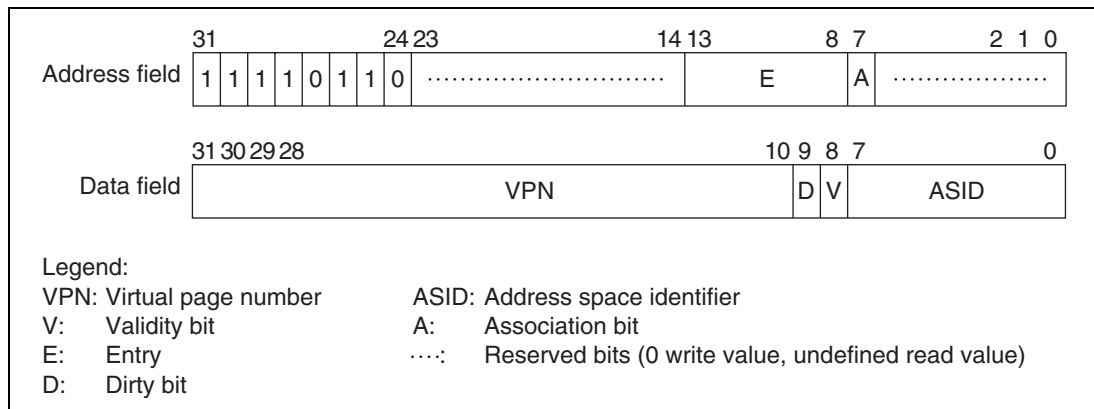 31 24 23 14 13 8 7 2 1 0
Address field 1 1 1 1 0 1 1 0 ............................ E A ...................
31 30 29 28 10 9 8 7 0
Data field VPN D V ASID
Legend:
VPN: Virtual page number ASID: Address space identifier
V: Validity bit A: Association bit
E: Entry ····: Reserved bits (0 write value, undefined read value)
D: Dirty bit